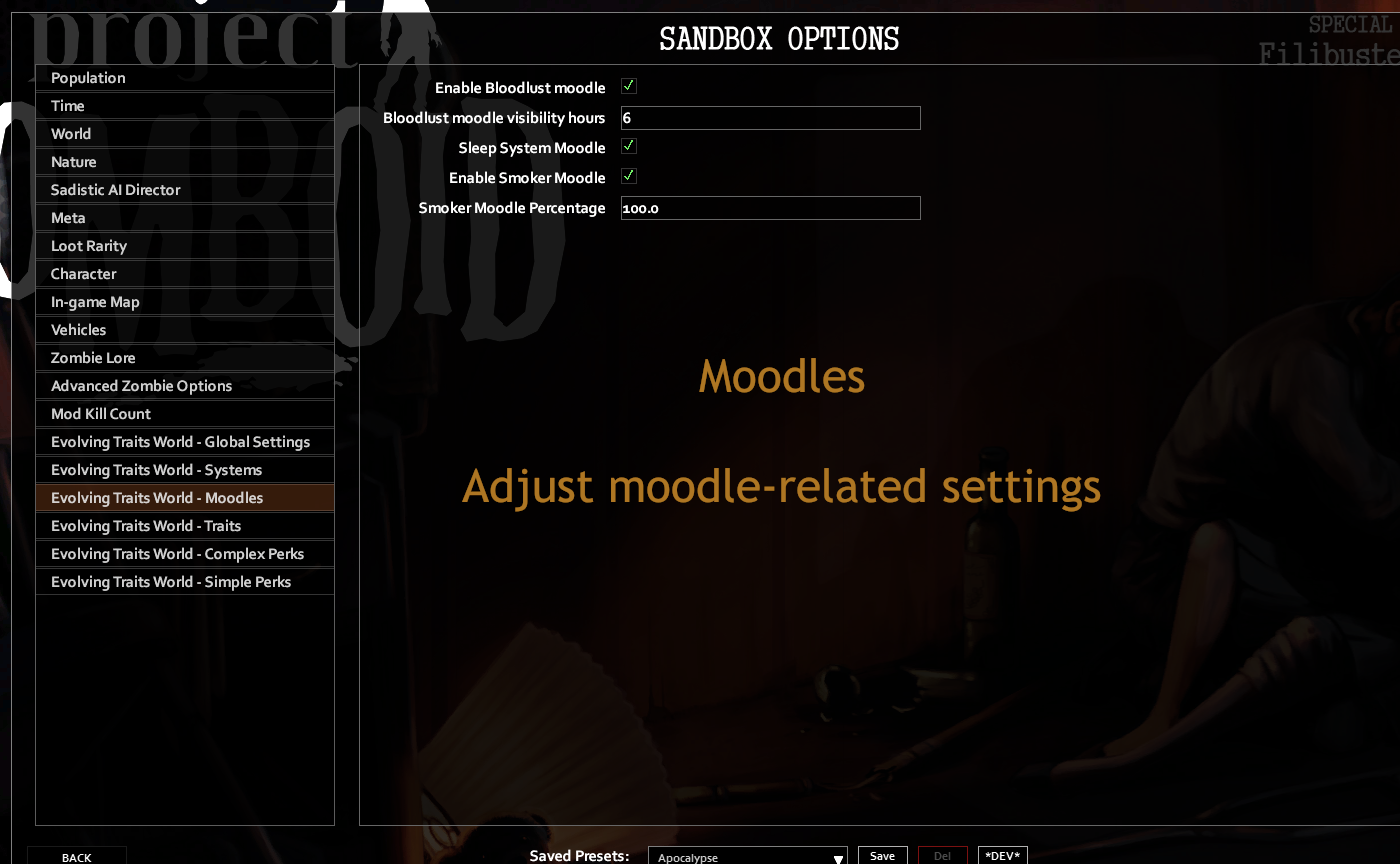 project
SANDBOX OPTIONS
SPECIAL
Filibuste
OMBOID
Population
Time
World
Nature
Sadistic AI Director
Meta
Loot Rarity
Character
In-game Map
Vehicles
Zombie Lore
Advanced Zombie Options
Mod Kill Count
Evolving Traits World - Global Settings
Evolving Traits World - Systems
Evolving Traits World - Moodles
Evolving Traits World - Traits
Evolving Traits World - Complex Perks
Evolving Traits World - Simple Perks
Enable Bloodlust moodle
Bloodlust moodle visibility hours 6
Sleep System Moodle
Enable Smoker Moodle
Smoker Moodle Percentage 100.0
Moodles
Adjust moodle-related settings
BACK Saved Presets: Apocalypse Save Del *DEV*